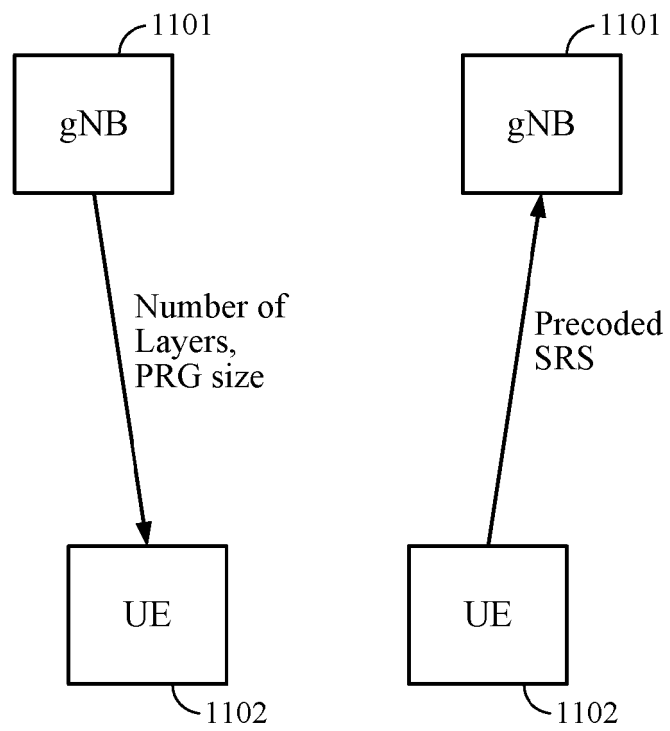 1101
gNB
Number of
Layers,
PRG size
UE
1102
1101
gNB
Precoded
SRS
UE
1102